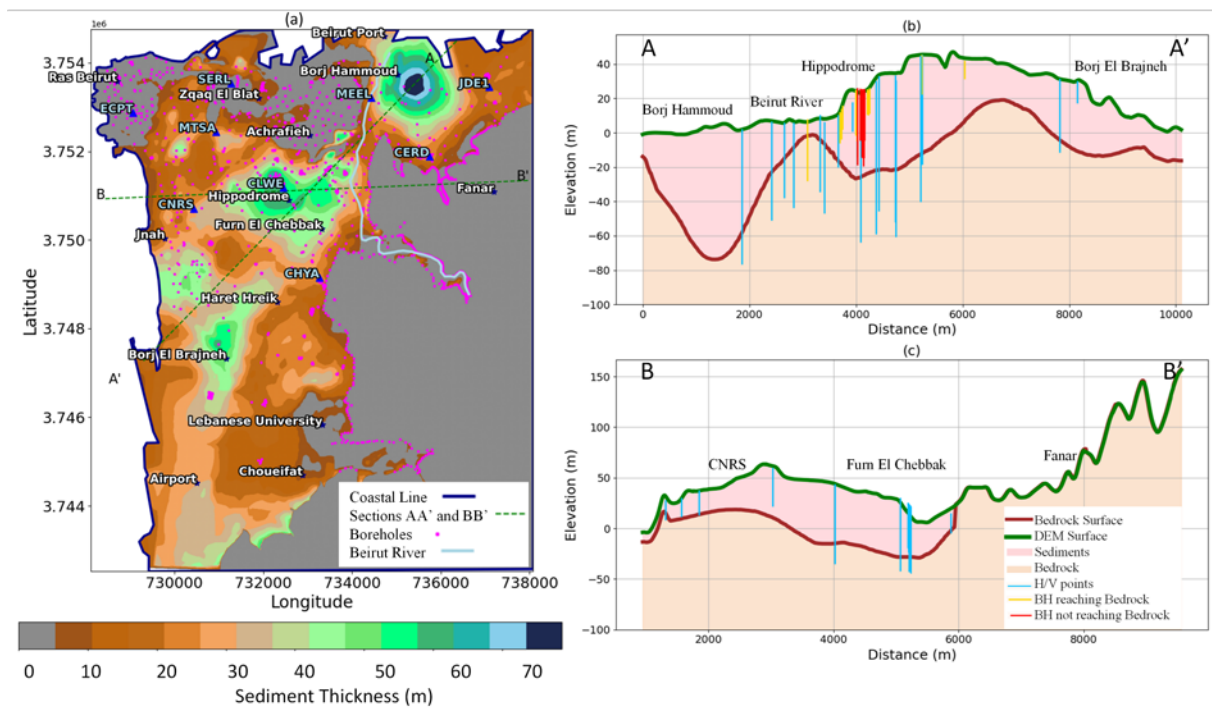 (a)
1e6
3.754
3.752
3.750
3.748
3.746
3.744
Latitude
Beirut Port
A
Ras Beirut
SERL
Borj Hammoud
JDE1
Zqaq El Blat
MEEL
ECPT
MTSA
Achrafieh
CERD
B
CLWE
B'
Hippodrome
Fanar
CNRS
Jnah
Furn El Chebbak
CHYA
Haret Hreik
Borj El Brajneh
A'
Lebanese University
Choueifat
Airport
Coastal Line
Sections AA' and BB'
Boreholes
Beirut River
730000 732000 734000 736000 738000
Longitude
0 10 20 30 40 50 60 70
Sediment Thickness (m)
(b)
A A'
Hippodrome
Borj El Brajneh
Borj Hammoud
Beirut River
40
20
0
−20
−40
−60
−80
−100
Elevation (m)
0 2000 4000 6000 8000 10000
Distance (m)
(c)
B B'
150
100
50
0
−50
−100
Elevation (m)
CNRS
Furn El Chebbak
Fanar
Bedrock Surface
DEM Surface
Sediments
Bedrock
H/V points
BH reaching Bedrock
BH not reaching Bedrock
2000 4000 6000 8000
Distance (m)